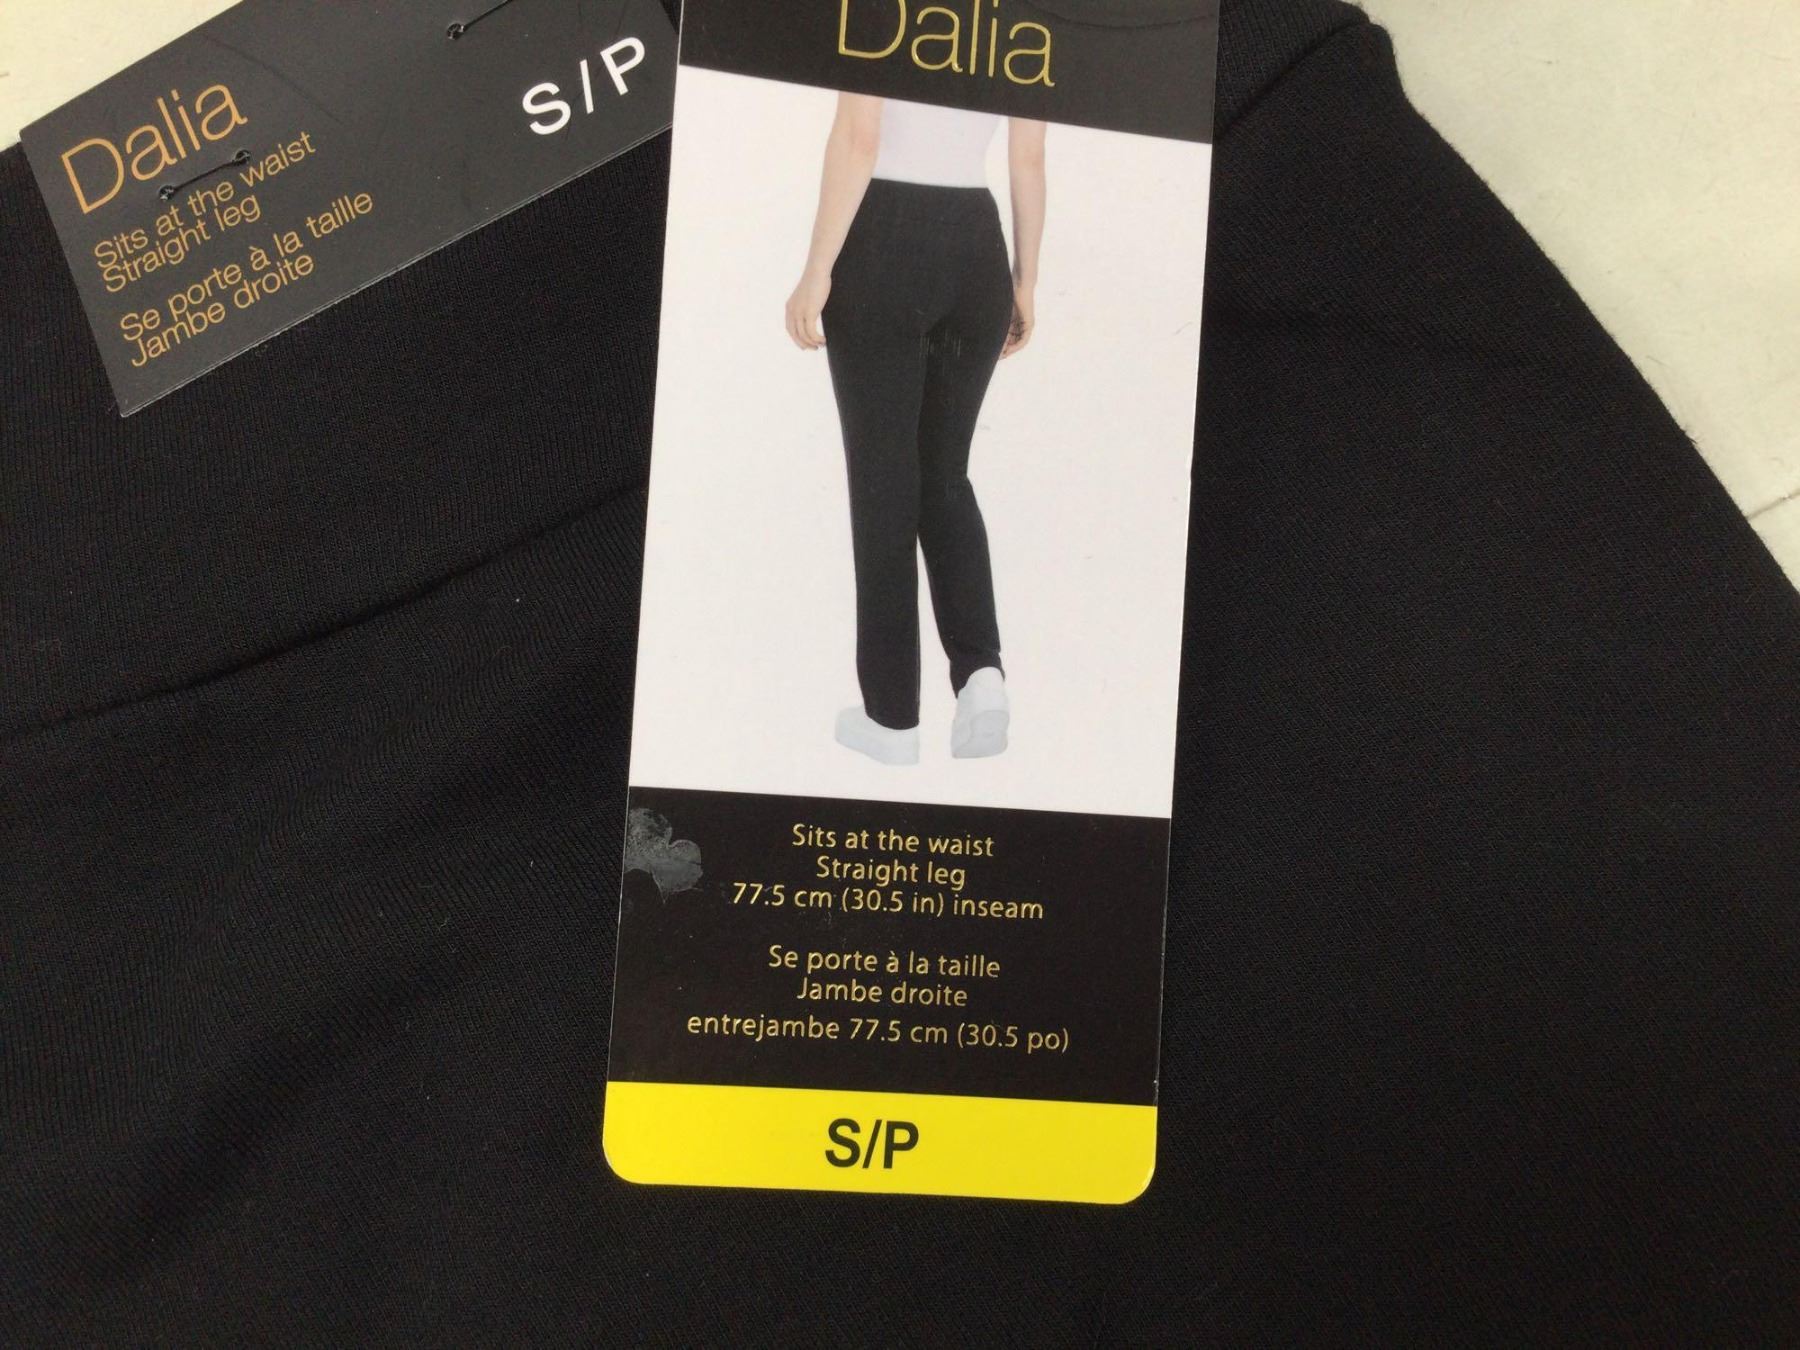 Dalia
S/P
Sits at the waist
Straight leg
Se porte à la taille
Jambe droite
Dalia
Sits at the waist
Straight leg
77.5 cm (30.5 in) inseam
Se porte à la taille
Jambe droite
entrejambe 77.5 cm (30.5 po)
S/P